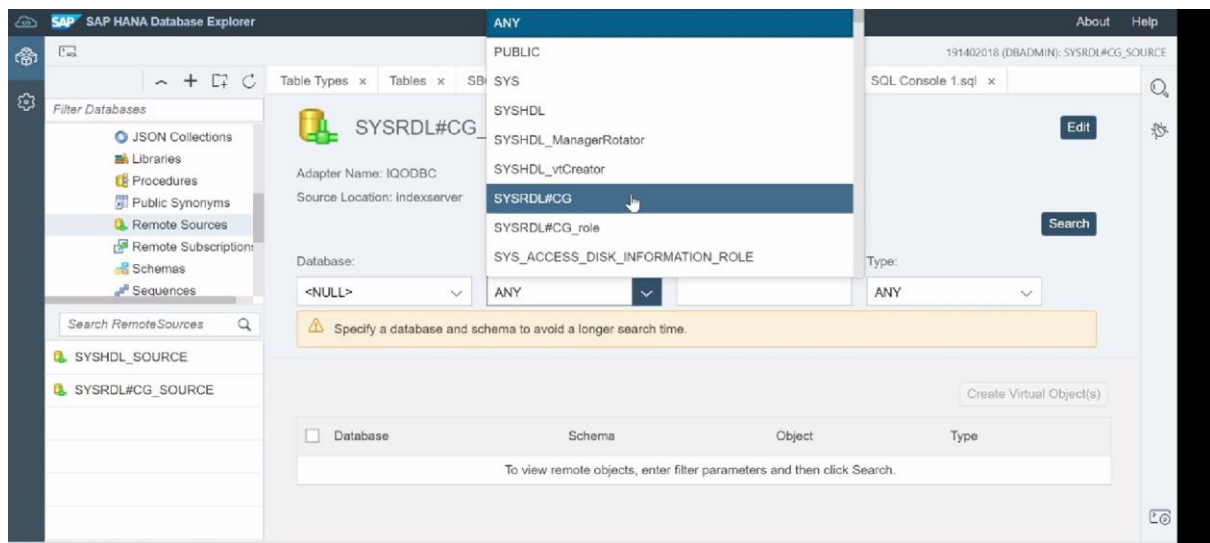 SAP SAP HANA Database Explorer
About Help
191402018 (DBADMIN): SYSRDL#CG_SOURCE
Filter Databases
JSON Collections
Libraries
Procedures
Public Synonyms
Remote Sources
Remote Subscriptions
Schemas
Sequences
Search RemoteSources
SYSHDL_SOURCE
SYSRDL#CG_SOURCE
Table Types × Tables × SB
SQL Console 1.sql ×
SYSRDL#CG_
Edit
Adapter Name: IQODBC
Source Location: indexserver
Search
Database:
Type:
<NULL>
ANY
ANY
ANY
PUBLIC
SYS
SYSHDL
SYSHDL_ManagerRotator
SYSHDL_vtCreator
SYSRDL#CG
SYSRDL#CG_role
SYS_ACCESS_DISK_INFORMATION_ROLE
Specify a database and schema to avoid a longer search time.
Create Virtual Object(s)
Database Schema Object Type
To view remote objects, enter filter parameters and then click Search.